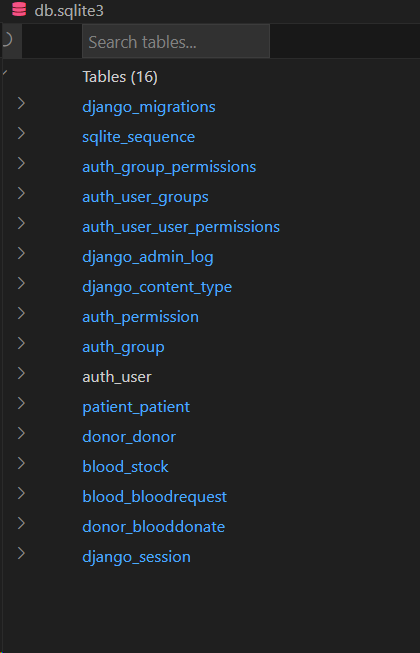 db.sqlite3
Search tables...
Tables (16)
django_migrations
sqlite_sequence
auth_group_permissions
auth_user_groups
auth_user_user_permissions
django_admin_log
django_content_type
auth_permission
auth_group
auth_user
patient_patient
donor_donor
blood_stock
blood_bloodrequest
donor_blooddonate
django_session